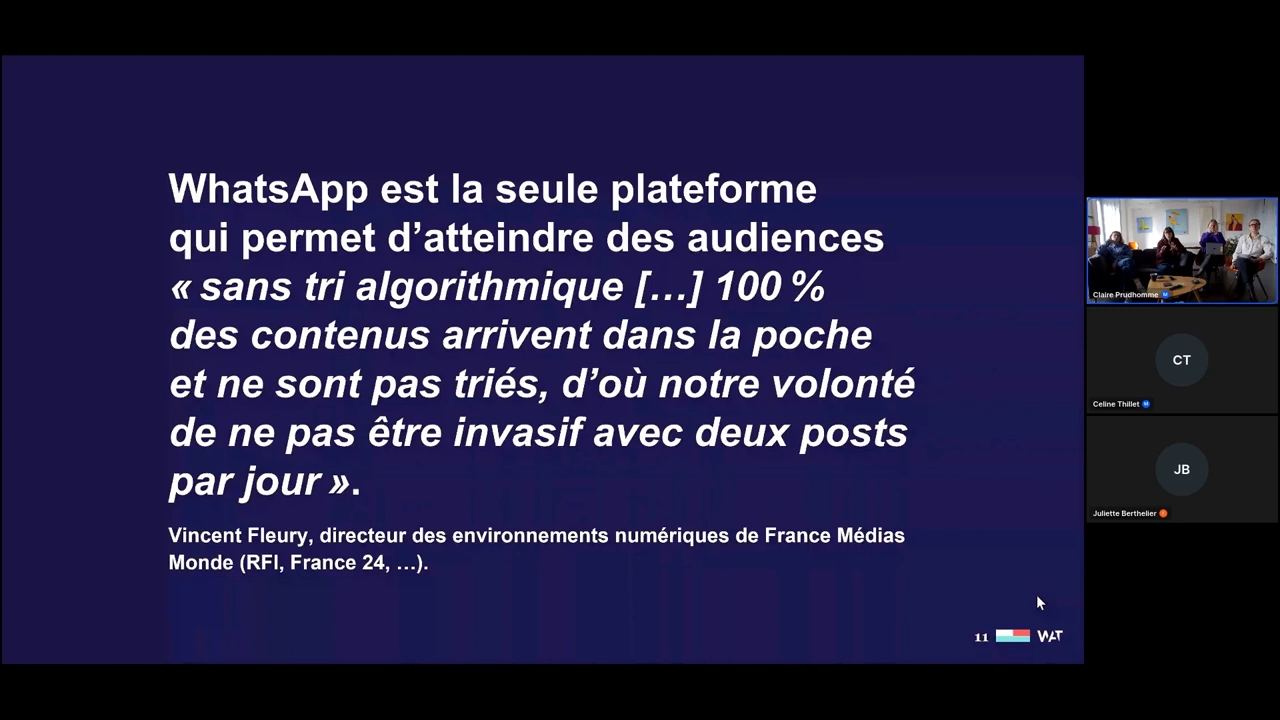 WhatsApp est la seule plateforme
qui permet d’atteindre des audiences
« sans tri algorithmique [...] 100 %
des contenus arrivent dans la poche
et ne sont pas triés, d’où notre volonté
de ne pas être invasif avec deux posts
par jour ».
Vincent Fleury, directeur des environnements numériques de France Médias
Monde (RFI, France 24, ...).
11 WAT
Claire Prudhomme M
CT
Celine Thillet M
JB
Juliette Berthelier